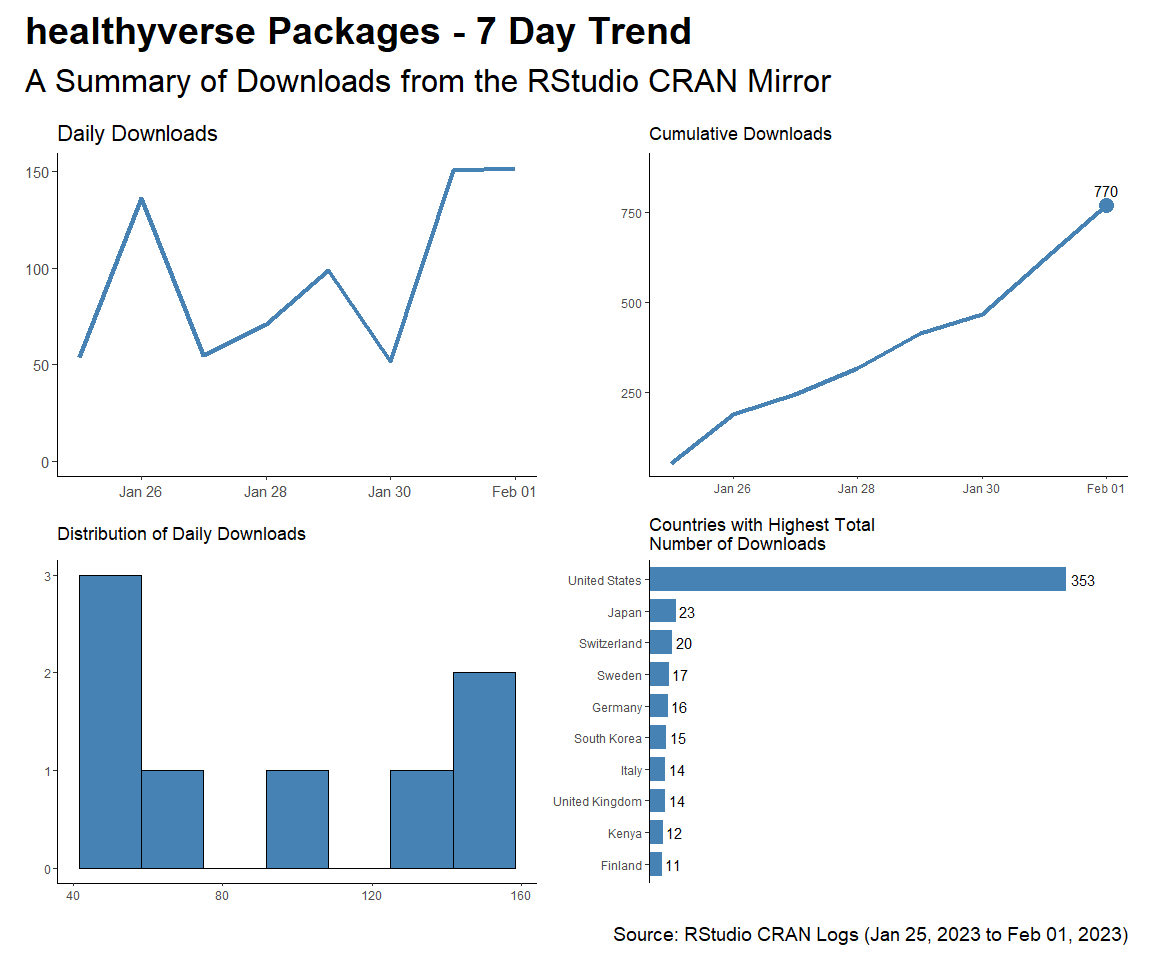 healthyverse Packages - 7 Day Trend
A Summary of Downloads from the RStudio CRAN Mirror
Daily Downloads
150
100
50
0
Jan 26 Jan 28 Jan 30 Feb 01
Cumulative Downloads
770
750
500
250
Jan 26 Jan 28 Jan 30 Feb 01
Distribution of Daily Downloads
3
2
1
0
40 80 120 160
Countries with Highest Total
Number of Downloads
United States 353
Japan 23
Switzerland 20
Sweden 17
Germany 16
South Korea 15
Italy 14
United Kingdom 14
Kenya 12
Finland 11
Source: RStudio CRAN Logs (Jan 25, 2023 to Feb 01, 2023)